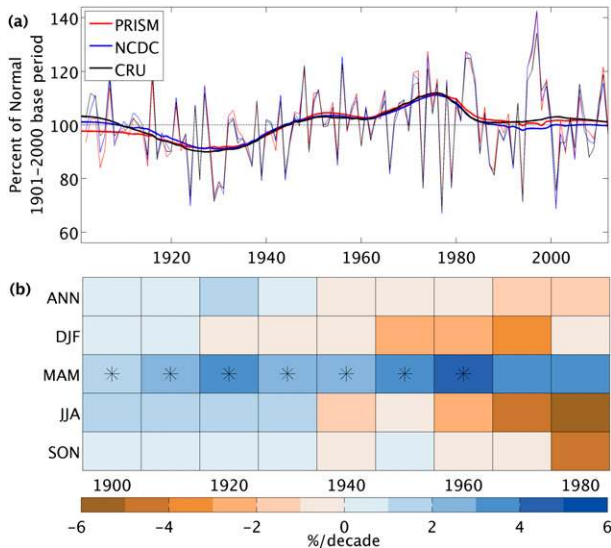 (a)
140
120
100
80
60
Percent of Normal
1901–2000 base period
PRISM
NCDC
CRU
1920 1940 1960 1980 2000
(b)
ANN
DJF
MAM
JJA
SON
1900 1920 1940 1960 1980
-6 -4 -2 0 2 4 6
%/decade